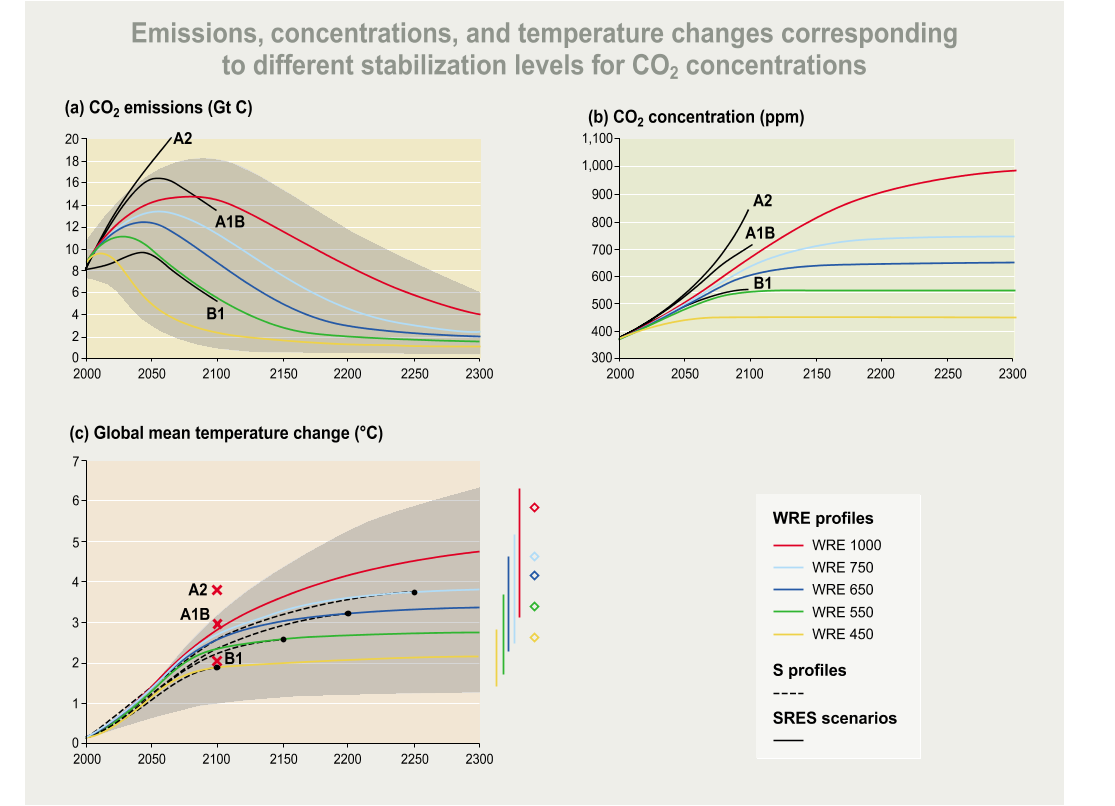 Emissions, concentrations, and temperature changes corresponding
to different stabilization levels for CO₂ concentrations
(a) CO₂ emissions (Gt C)
20
18
16
14
12
10
8
6
4
2
0
2000 2050 2100 2150 2200 2250 2300
A2
A1B
B1
(b) CO₂ concentration (ppm)
1,100
1,000
900
800
700
600
500
400
300
2000 2050 2100 2150 2200 2250 2300
A2
A1B
B1
(c) Global mean temperature change (°C)
7
6
5
4
3
2
1
0
2000 2050 2100 2150 2200 2250 2300
A2
A1B
B1
WRE profiles
WRE 1000
WRE 750
WRE 650
WRE 550
WRE 450
S profiles
SRES scenarios